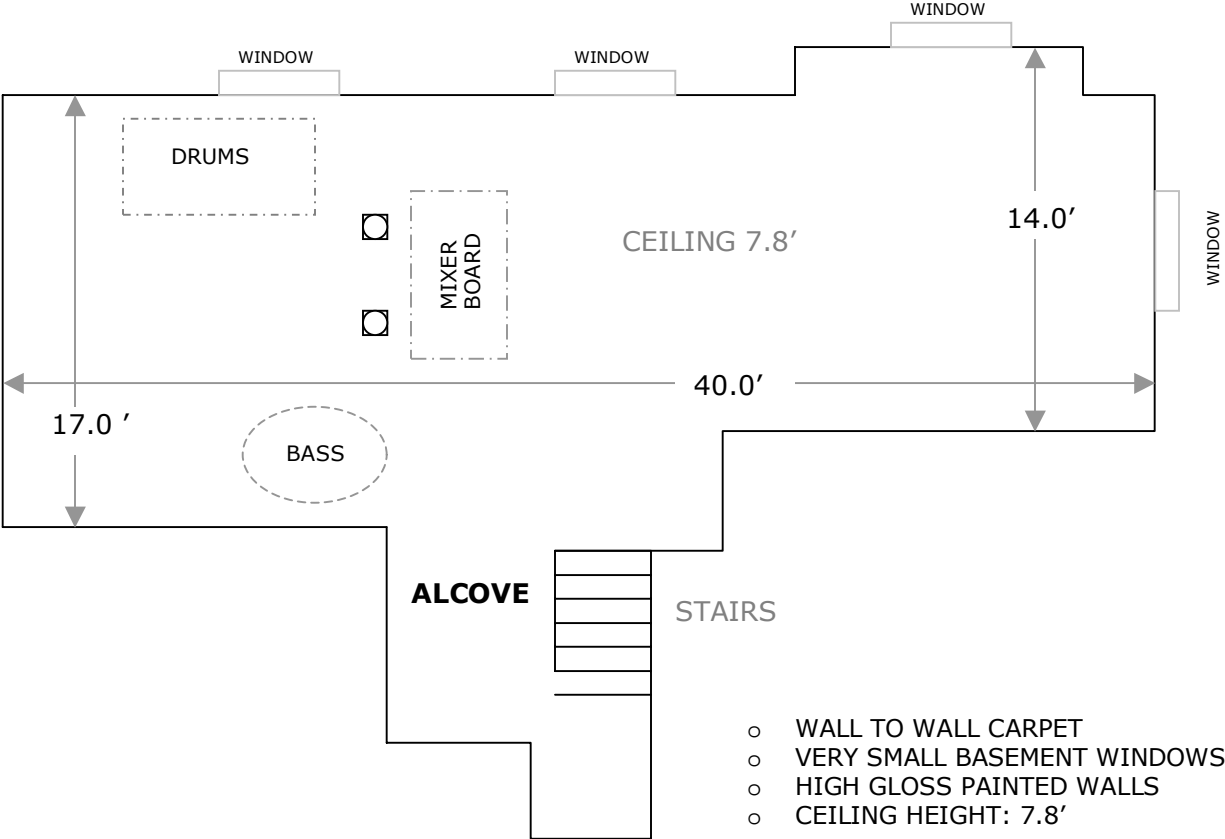 WINDOW
WINDOW
WINDOW
DRUMS
MIXER
BOARD
CEILING 7.8′
14.0′
WINDOW
40.0′
17.0 ′
BASS
ALCOVE
STAIRS
o WALL TO WALL CARPET
o VERY SMALL BASEMENT WINDOWS
o HIGH GLOSS PAINTED WALLS
o CEILING HEIGHT: 7.8′